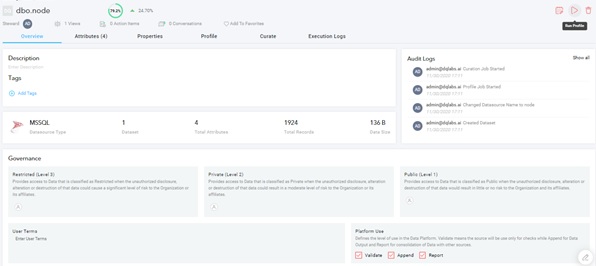 dbo.node
79.2%
26.70%
Run Profile
Steward AD
1 Views
0 Action Items
0 Conversations
Add To Favorites
Overview
Attributes (4)
Properties
Profile
Curate
Execution Logs
Description
Enter Description
Tags
Add Tags
Audit Logs
Show all
AD admin@dqlabs.ai Curation Job Started
11/03/2020 17:17
AD admin@dqlabs.ai Profile Job Started
11/03/2020 17:17
AD admin@dqlabs.ai Changed Datasource Name to node
11/03/2020 17:17
AD admin@dqlabs.ai Created Dataset
11/03/2020 17:17
MSSQL
Datasource Type
1
Dataset
4
Total Attributes
1924
Total Records
136 B
Data Size
Governance
Restricted (Level 3)
Provides access to Data that is classified as Restricted when the unauthorized disclosure, alteration or destruction of that data could cause a significant level of risk to the Organization or its affiliates.
Private (Level 2)
Provides access to Data that is classified as Private when the unauthorized disclosure, alteration or destruction of that data could result in a moderate level of risk to the Organization or its affiliates.
Public (Level 1)
Provides access to Data that is classified as Public when the unauthorized disclosure, alteration or destruction of that data could result in little or no risk to the Organization and its affiliates.
User Terms
Enter User Terms
Platform Use
Defines the level of use in the Data Platform. Validate means the source will be use only for checks while Append for Data Output and Report for consolidation of Data with other sources.
Validate
Append
Report